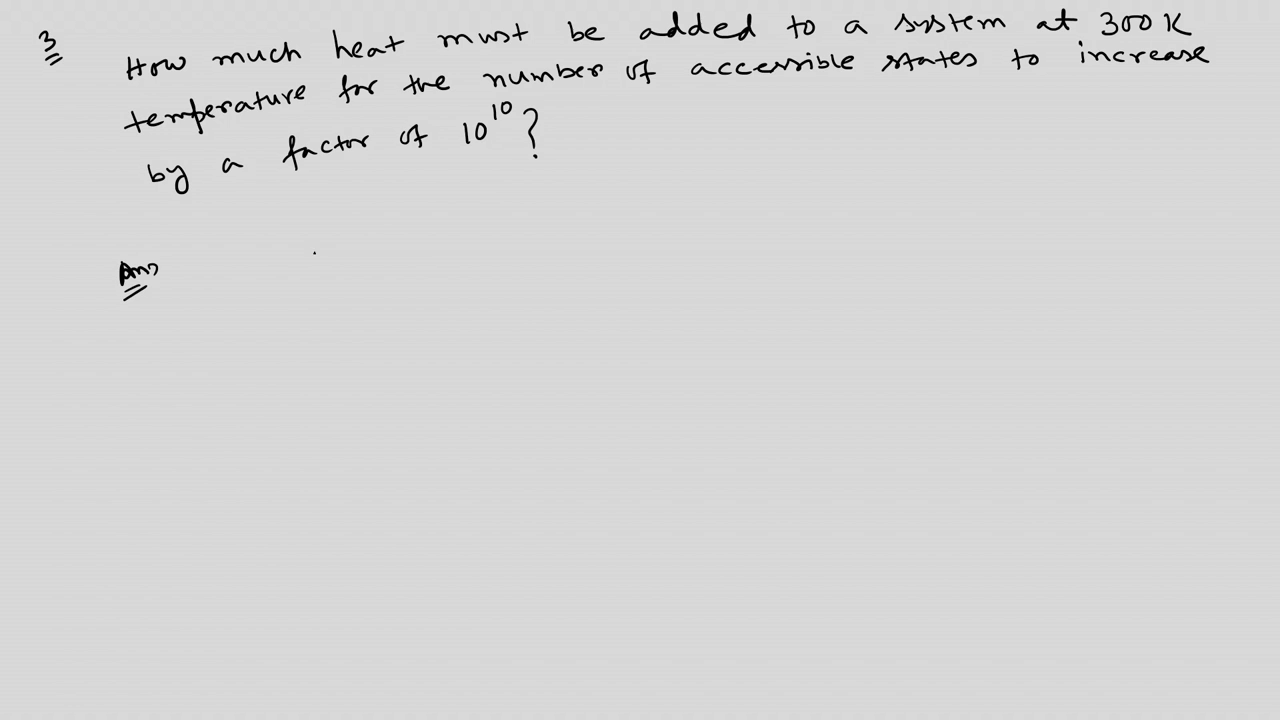 3 How much heat must be added to a system at 300 K
temperature for the number of accessible states to increase
by a factor of 10^10?
Ans